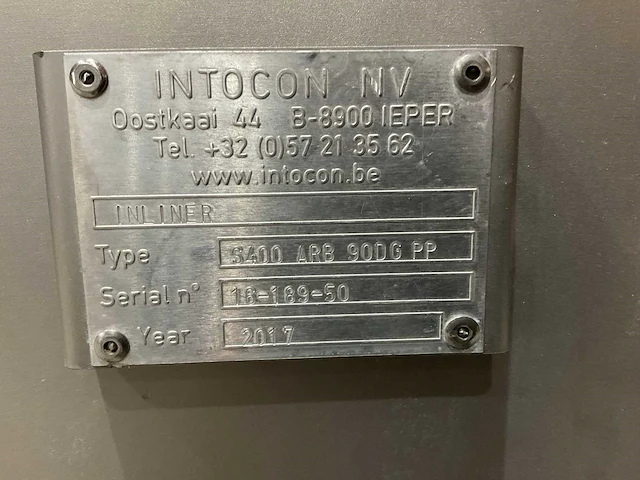 INTOCON NV
Oostkaai 44 B-8900 IEPER
Tel. +32 (0)57 21 35 62
www.intocon.be
INLINER
Type S400 ARB 90DG PP
Serial n° 16-189-50
Year 2017